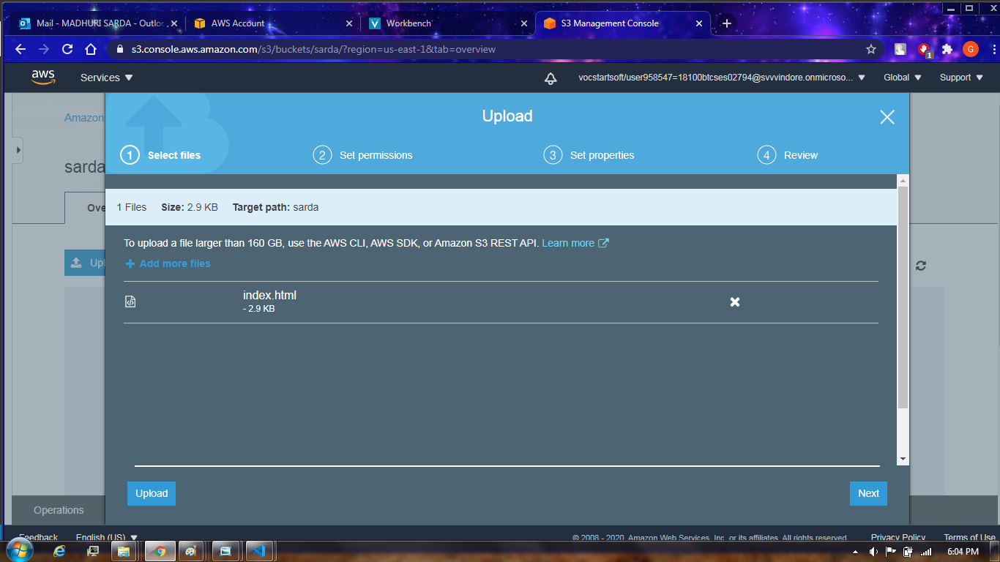 Mail - MADHURI SARDA - Outloc
AWS Account
Workbench
S3 Management Console
s3.console.aws.amazon.com/s3/buckets/sarda/?region=us-east-1&tab=overview
1
G
aws
Services
vocstartsoft/user958547=18100btcses02794@svvvindore.onmicroso...
Global
Support
Amazon
Upload
1 Select files
2 Set permissions
3 Set properties
4 Review
sarda
Ove
1 Files Size: 2.9 KB Target path: sarda
To upload a file larger than 160 GB, use the AWS CLI, AWS SDK, or Amazon S3 REST API. Learn more
Upl
Add more files
index.html
- 2.9 KB
Upload
Next
Operations
Feedback
English (US)
© 2008 - 2020, Amazon Web Services, Inc. or its affiliates. All rights reserved.
Privacy Policy
Terms of Use
6:04 PM